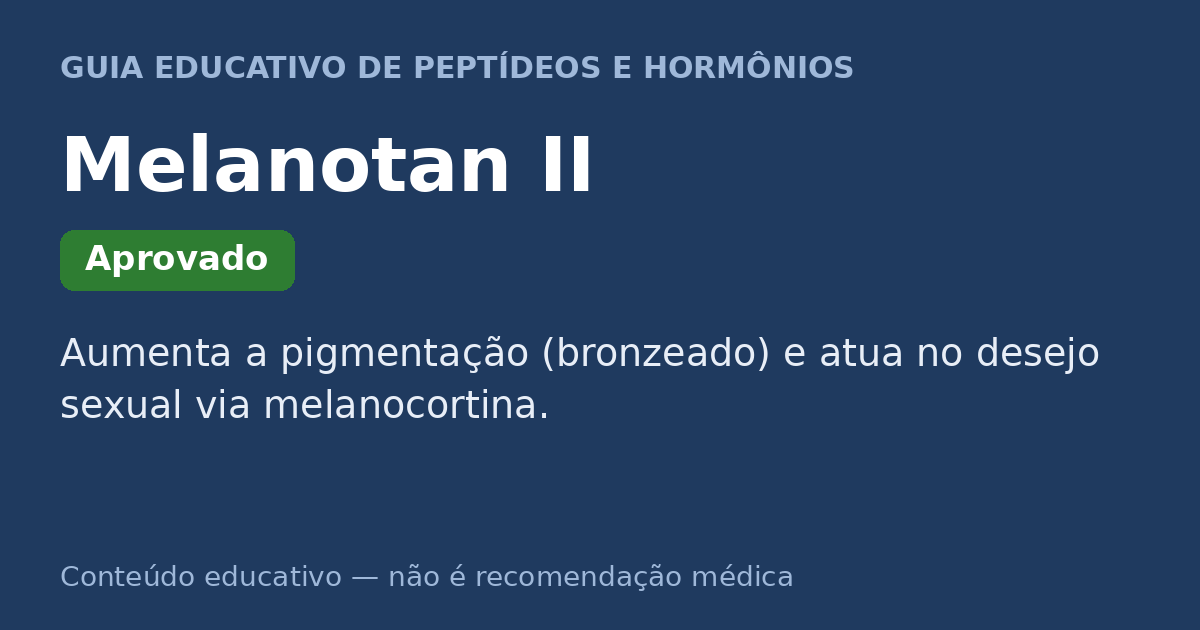 GUIA EDUCATIVO DE PEPTÍDEOS E HORMÔNIOS
Melanotan II
Aprovado
Aumenta a pigmentação (bronzeado) e atua no desejo
sexual via melanocortina.
Conteúdo educativo — não é recomendação médica